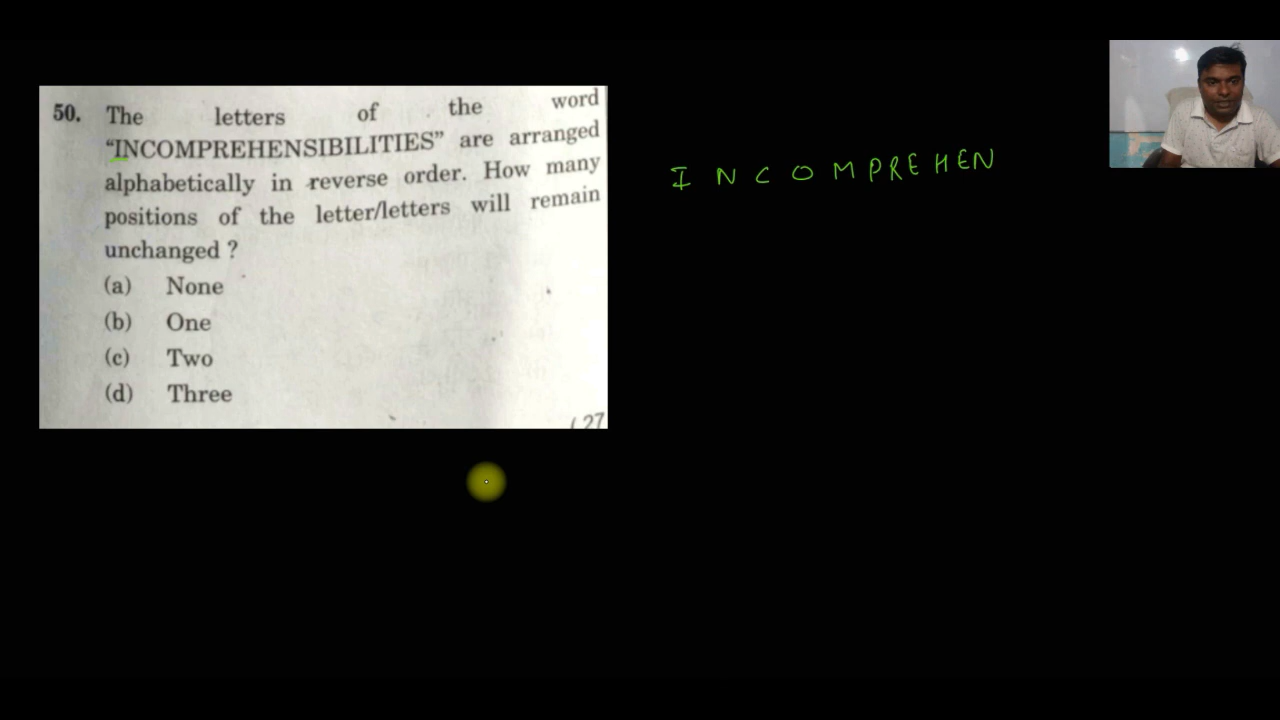 50. The letters of the word
“INCOMPREHENSIBILITIES” are arranged
alphabetically in reverse order. How many
positions of the letter/letters will remain
unchanged ?
(a) None
(b) One
(c) Two
(d) Three
( 27
I N C O M P R E H E N